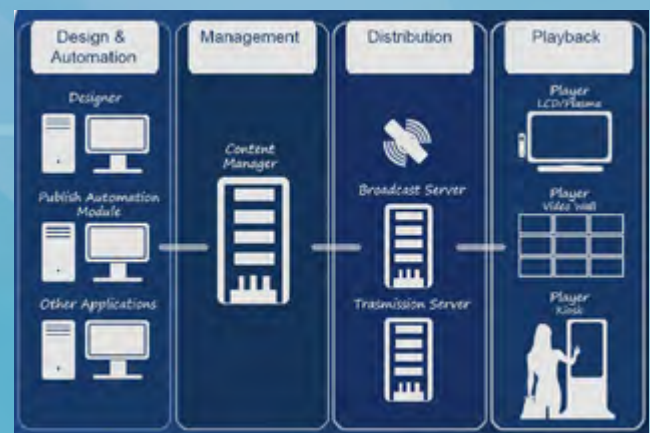 Design &
Automation
Management
Distribution
Playback
Designer
Publish Automation
Module
Other Applications
Content
Manager
Broadcast Server
Trasmission Server
Player
LCD/Plasma
Player
Video Wall
Player
Kiosk